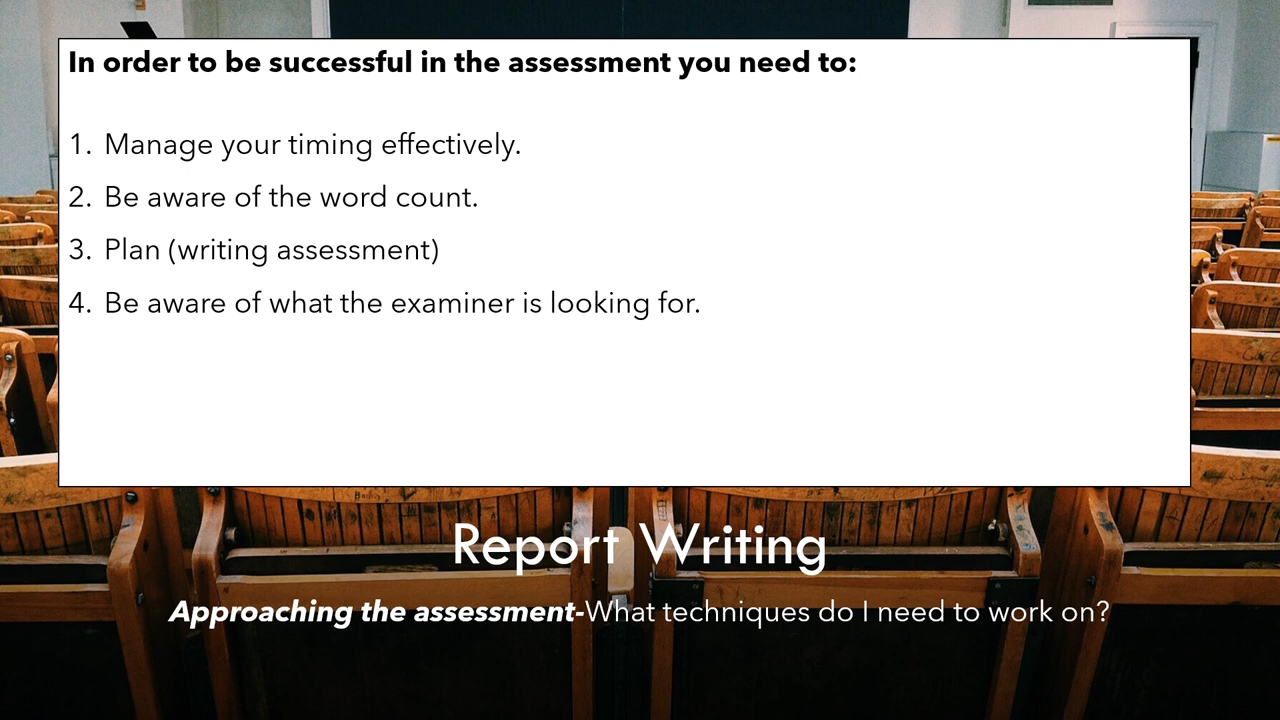 In order to be successful in the assessment you need to:
1. Manage your timing effectively.
2. Be aware of the word count.
3. Plan (writing assessment)
4. Be aware of what the examiner is looking for.
Report Writing
Approaching the assessment-What techniques do I need to work on?